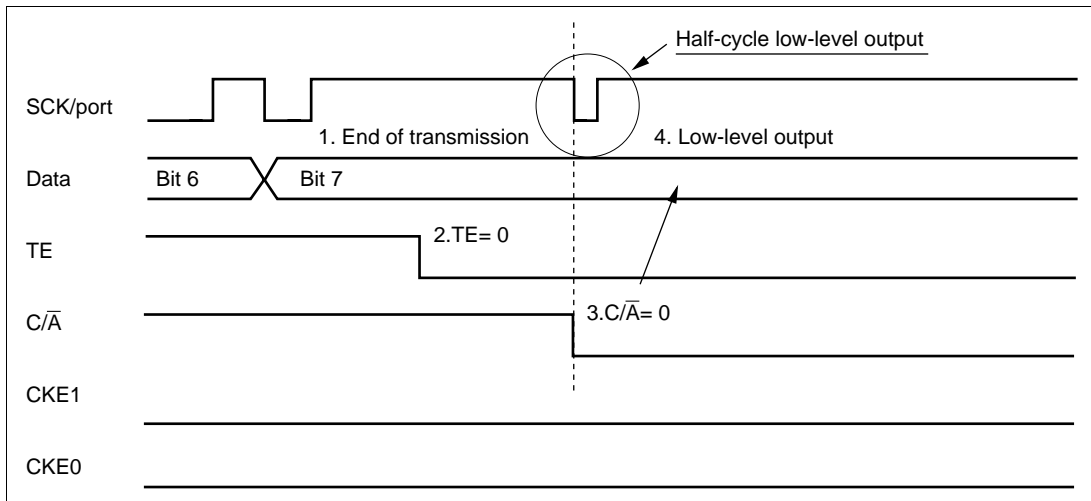 Half-cycle low-level output
SCK/port
1. End of transmission
4. Low-level output
Data
Bit 6
Bit 7
TE
2.TE= 0
C/A̅
3.C/A̅= 0
CKE1
CKE0